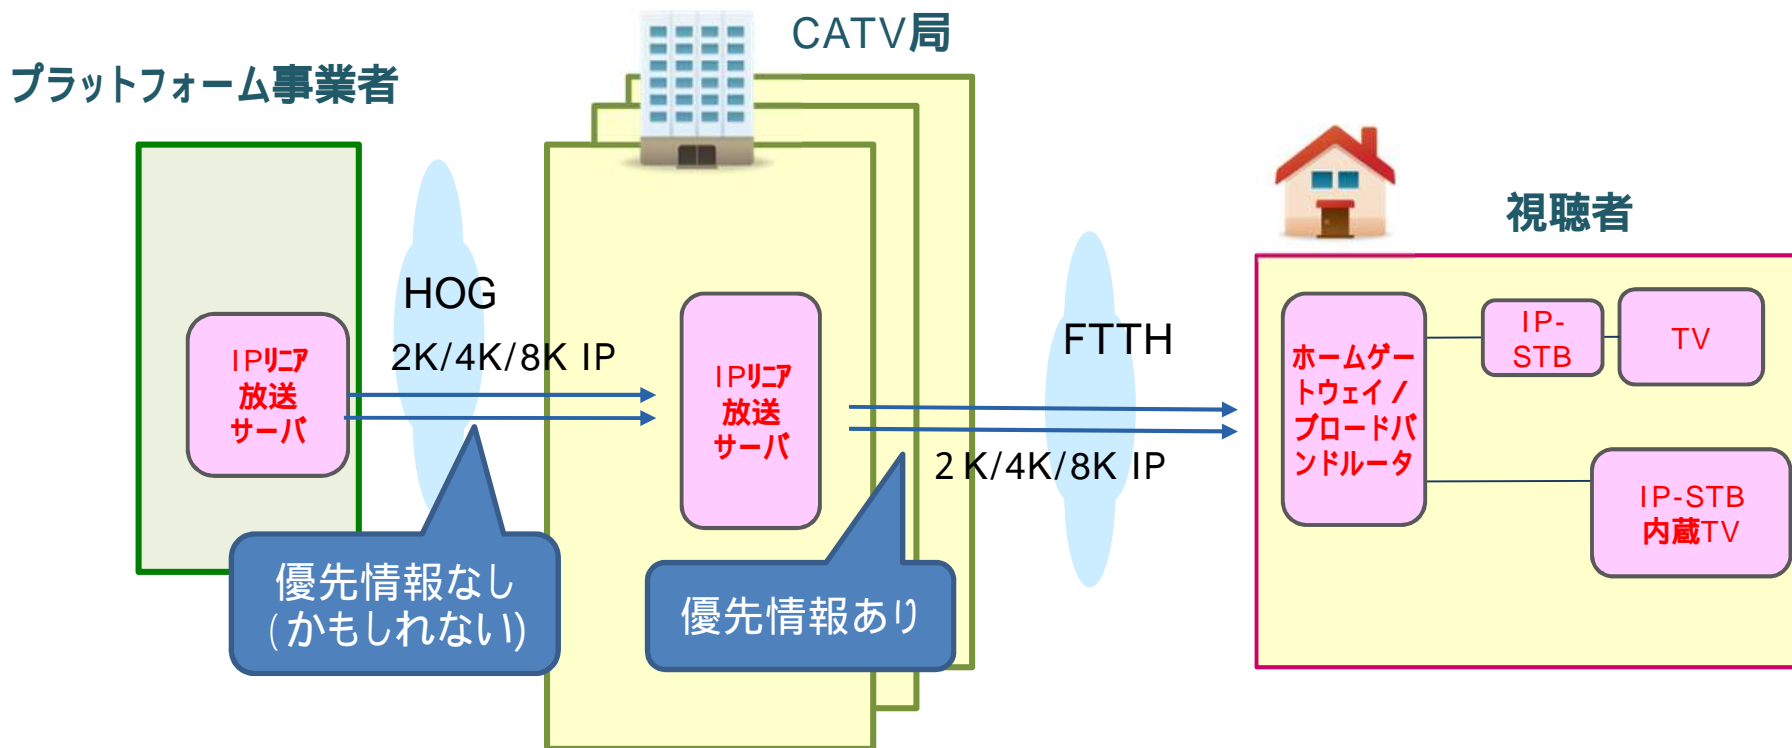 CATV局
プラットフォーム事業者
視聴者
HOG
2K/4K/8K IP
FTTH
2K/4K/8K IP
IPリニア
放送
サーバ
IPリニア
放送
サーバ
ホームゲー
トウェイ/
ブロードバ
ンドルータ
IP-
STB
TV
IP-STB
内蔵TV
優先情報なし
(かもしれない)
優先情報あり